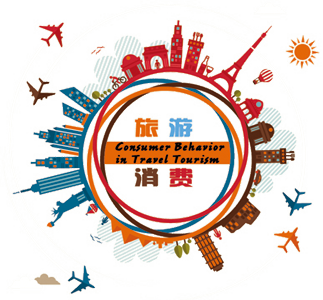 旅 游
Consumer Behavior
in Travel Tourism
消 费